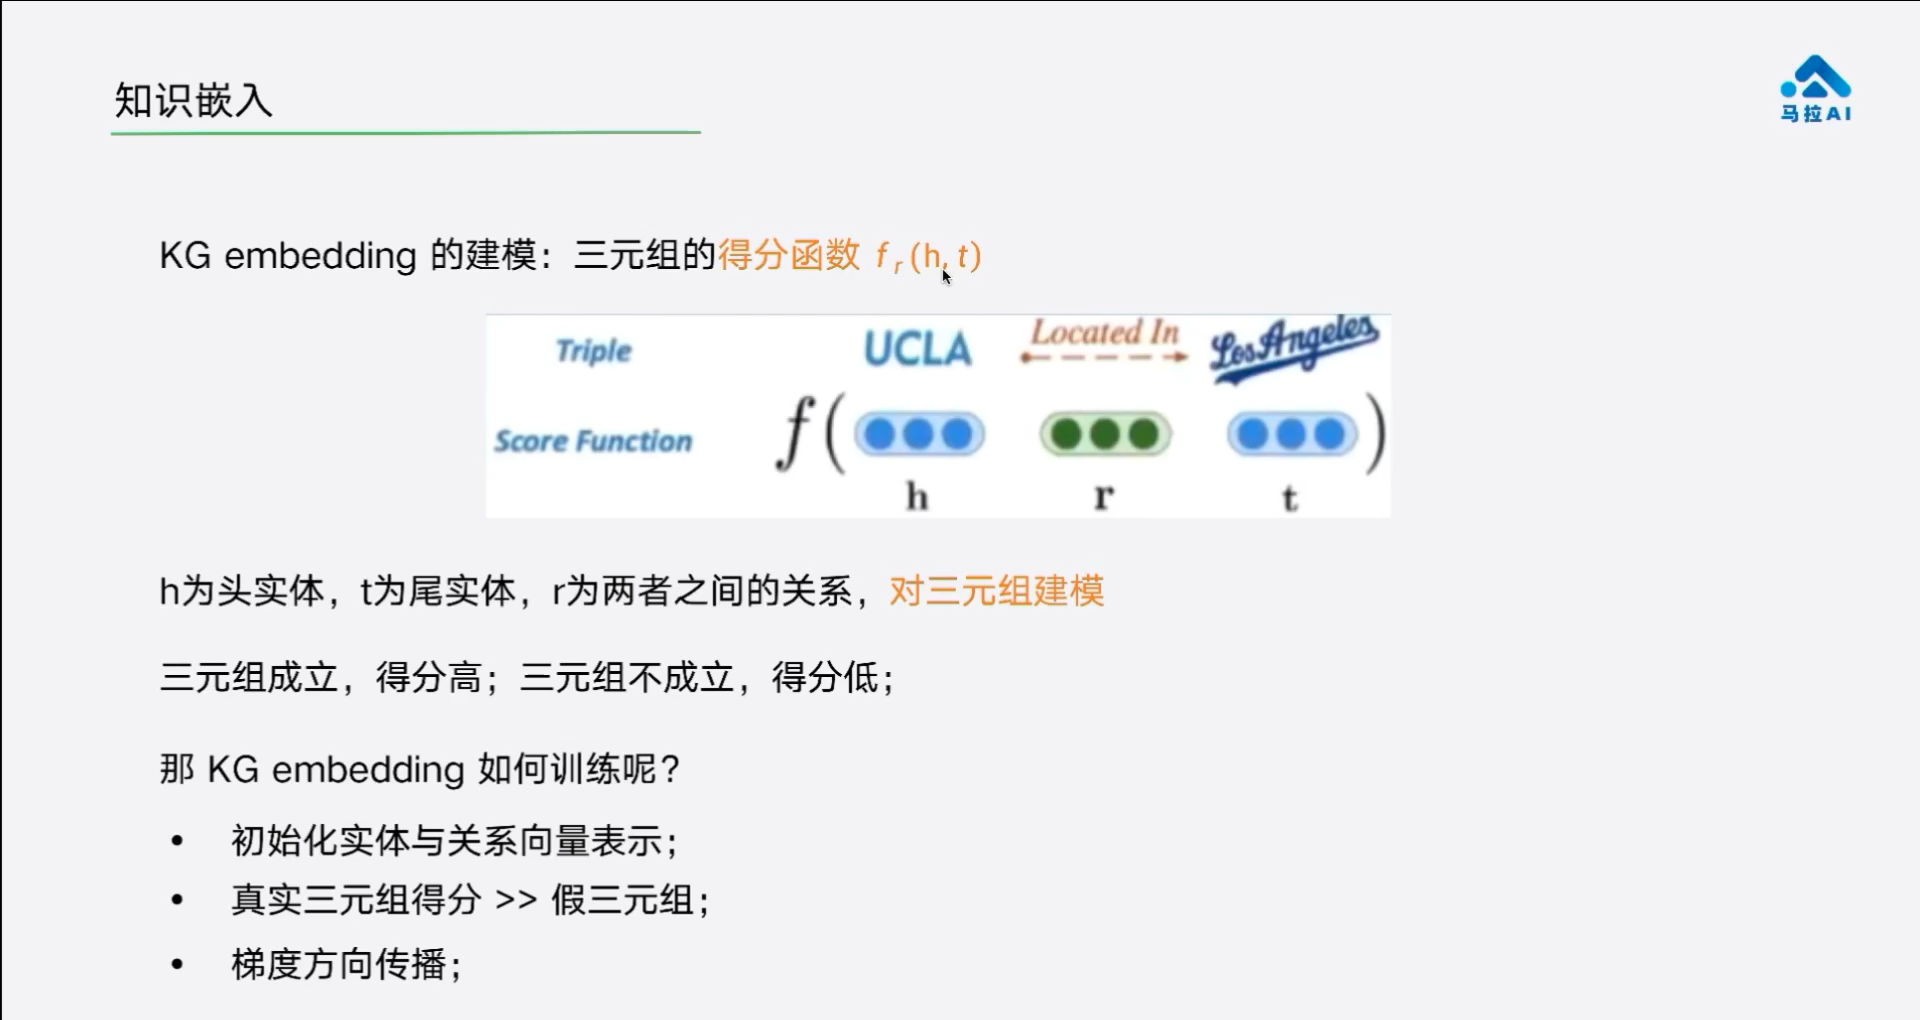 知识嵌入
马拉AI
KG embedding 的建模：三元组的得分函数 f r (h, t)
Triple UCLA Located In Los Angeles
Score Function f ( )
h r t
h为头实体，t为尾实体，r为两者之间的关系，对三元组建模
三元组成立，得分高；三元组不成立，得分低；
那 KG embedding 如何训练呢？
• 初始化实体与关系向量表示；
• 真实三元组得分 >> 假三元组；
• 梯度方向传播；